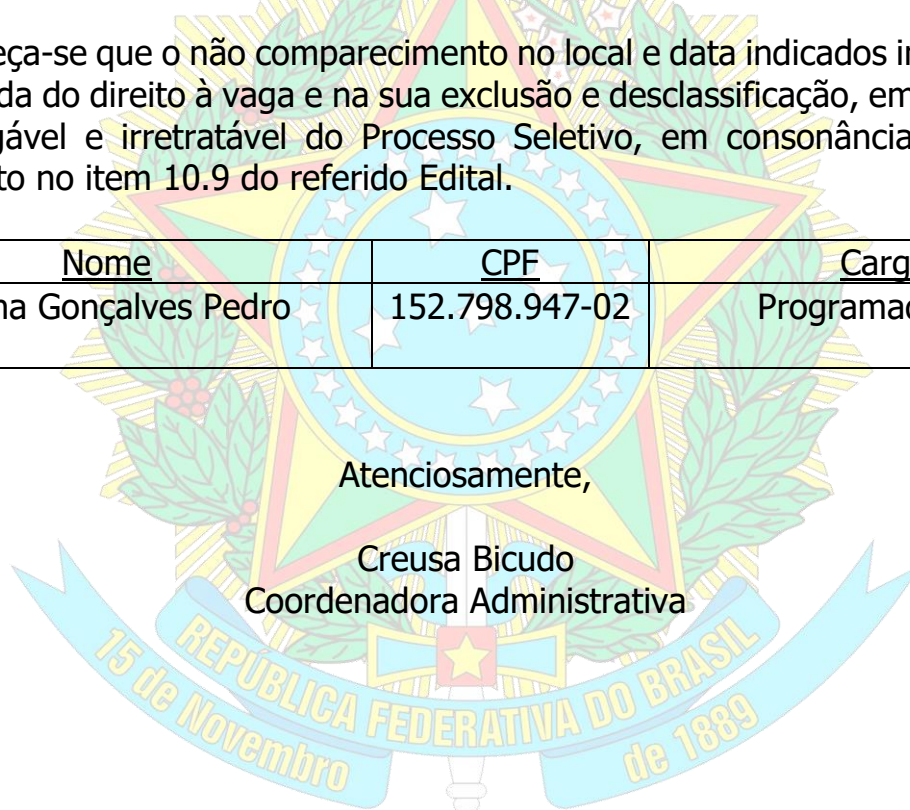 eça-se que o não comparecimento no local e data indicados in
da do direito à vaga e na sua exclusão e desclassificação, em
gável e irretratável do Processo Seletivo, em consonância
to no item 10.9 do referido Edital.
Nome CPF Carg
na Gonçalves Pedro 152.798.947-02 Programad
Atenciosamente,
Creusa Bicudo
Coordenadora Administrativa
REPÚBLICA FEDERATIVA DO BRASIL
15 de Novembro de 1889